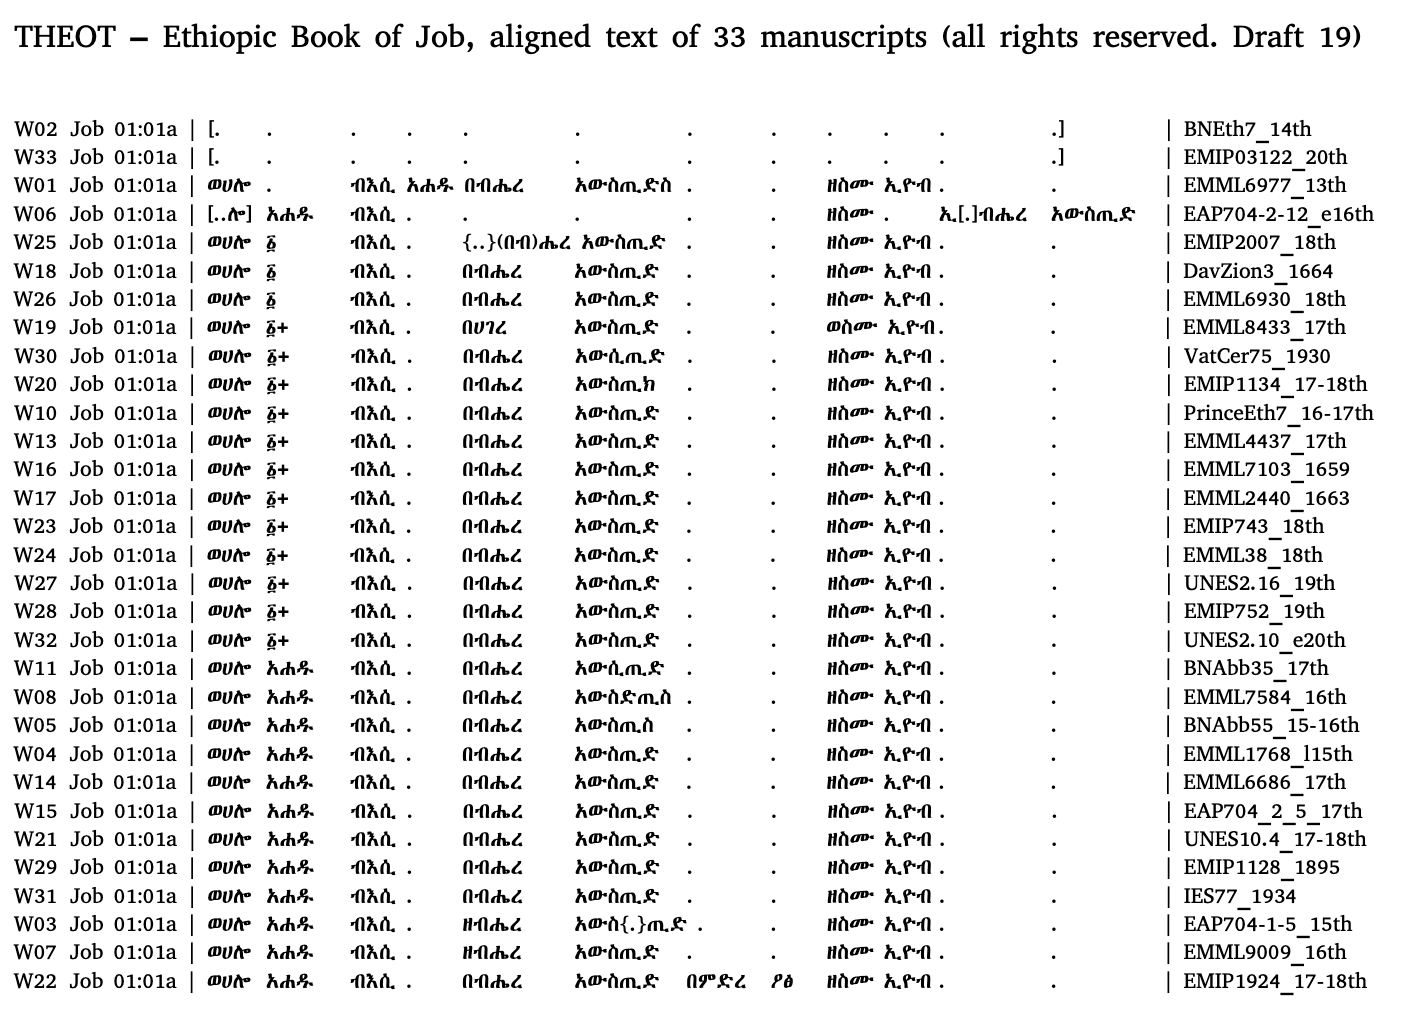 THEOT – Ethiopic Book of Job, aligned text of 33 manuscripts (all rights reserved. Draft 19)
W02 Job 01:01a | [. . . . . . . . . . . .] | BNEth7_14th
W33 Job 01:01a | [. . . . . . . . . . . .] | EMIP03122_20th
W01 Job 01:01a | ወሀሎ . ብእሲ አሐዱ በብሔረ አውስጢድስ . . ዘስሙ ኢዮብ . . | EMML6977_13th
W06 Job 01:01a | [..ሎ] አሐዱ ብእሲ . . . . . ዘስሙ . ኢ[.]ብሔረ አውስጢድ | EAP704-2-12_e16th
W25 Job 01:01a | ወሀሎ ፩ ብእሲ . {..}(በብ)ሔረ አውስጢድ . . ዘስሙ ኢዮብ . . | EMIP2007_18th
W18 Job 01:01a | ወሀሎ ፩ ብእሲ . በብሔረ አውስጢድ . . ዘስሙ ኢዮብ . . | DavZion3_1664
W26 Job 01:01a | ወሀሎ ፩ ብእሲ . በብሔረ አውስጢድ . . ዘስሙ ኢዮብ . . | EMML6930_18th
W19 Job 01:01a | ወሀሎ ፩+ ብእሲ . በሀገረ አውስጢድ . . ወስሙ ኢዮብ . . | EMML8433_17th
W30 Job 01:01a | ወሀሎ ፩+ ብእሲ . በብሔረ አውሲጢድ . . ዘስሙ ኢዮብ . . | VatCer75_1930
W20 Job 01:01a | ወሀሎ ፩+ ብእሲ . በብሔረ አውስጢክ . . ዘስሙ ኢዮብ . . | EMIP1134_17-18th
W10 Job 01:01a | ወሀሎ ፩+ ብእሲ . በብሔረ አውስጢድ . . ዘስሙ ኢዮብ . . | PrinceEth7_16-17th
W13 Job 01:01a | ወሀሎ ፩+ ብእሲ . በብሔረ አውስጢድ . . ዘስሙ ኢዮብ . . | EMML4437_17th
W16 Job 01:01a | ወሀሎ ፩+ ብእሲ . በብሔረ አውስጢድ . . ዘስሙ ኢዮብ . . | EMML7103_1659
W17 Job 01:01a | ወሀሎ ፩+ ብእሲ . በብሔረ አውስጢድ . . ዘስሙ ኢዮብ . . | EMML2440_1663
W23 Job 01:01a | ወሀሎ ፩+ ብእሲ . በብሔረ አውስጢድ . . ዘስሙ ኢዮብ . . | EMIP743_18th
W24 Job 01:01a | ወሀሎ ፩+ ብእሲ . በብሔረ አውስጢድ . . ዘስሙ ኢዮብ . . | EMML38_18th
W27 Job 01:01a | ወሀሎ ፩+ ብእሲ . በብሔረ አውስጢድ . . ዘስሙ ኢዮብ . . | UNES2.16_19th
W28 Job 01:01a | ወሀሎ ፩+ ብእሲ . በብሔረ አውስጢድ . . ዘስሙ ኢዮብ . . | EMIP752_19th
W32 Job 01:01a | ወሀሎ ፩+ ብእሲ . በብሔረ አውስጢድ . . ዘስሙ ኢዮብ . . | UNES2.10_e20th
W11 Job 01:01a | ወሀሎ አሐዱ ብእሲ . በብሔረ አውሲጢድ . . ዘስሙ ኢዮብ . . | BNAbb35_17th
W08 Job 01:01a | ወሀሎ አሐዱ ብእሲ . በብሔረ አውስድጢስ . . ዘስሙ ኢዮብ . . | EMML7584_16th
W05 Job 01:01a | ወሀሎ አሐዱ ብእሲ . በብሔረ አውስጢስ . . ዘስሙ ኢዮብ . . | BNAbb55_15-16th
W04 Job 01:01a | ወሀሎ አሐዱ ብእሲ . በብሔረ አውስጢድ . . ዘስሙ ኢዮብ . . | EMML1768_l15th
W14 Job 01:01a | ወሀሎ አሐዱ ብእሲ . በብሔረ አውስጢድ . . ዘስሙ ኢዮብ . . | EMML6686_17th
W15 Job 01:01a | ወሀሎ አሐዱ ብእሲ . በብሔረ አውስጢድ . . ዘስሙ ኢዮብ . . | EAP704_2_5_17th
W21 Job 01:01a | ወሀሎ አሐዱ ብእሲ . በብሔረ አውስጢድ . . ዘስሙ ኢዮብ . . | UNES10.4_17-18th
W29 Job 01:01a | ወሀሎ አሐዱ ብእሲ . በብሔረ አውስጢድ . . ዘስሙ ኢዮብ . . | EMIP1128_1895
W31 Job 01:01a | ወሀሎ አሐዱ ብእሲ . በብሔረ አውስጢድ . . ዘስሙ ኢዮብ . . | IES77_1934
W03 Job 01:01a | ወሀሎ አሐዱ ብእሲ . ዘብሔረ አውስ{.}ጢድ . . ዘስሙ ኢዮብ . . | EAP704-1-5_15th
W07 Job 01:01a | ወሀሎ አሐዱ ብእሲ . ዘብሔረ አውስጢድ . . ዘስሙ ኢዮብ . . | EMML9009_16th
W22 Job 01:01a | ወሀሎ አሐዱ ብእሲ . በብሔረ አውስጢድ በምድረ ዖፅ ዘስሙ ኢዮብ . . | EMIP1924_17-18th